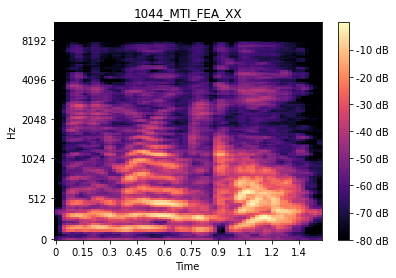 1044_MTI_FEA_XX
8192
4096
2048
1024
512
0
Hz
0 0.15 0.3 0.45 0.6 0.75 0.9 1.1 1.2 1.4
Time
-10 dB
-20 dB
-30 dB
-40 dB
-50 dB
-60 dB
-70 dB
-80 dB